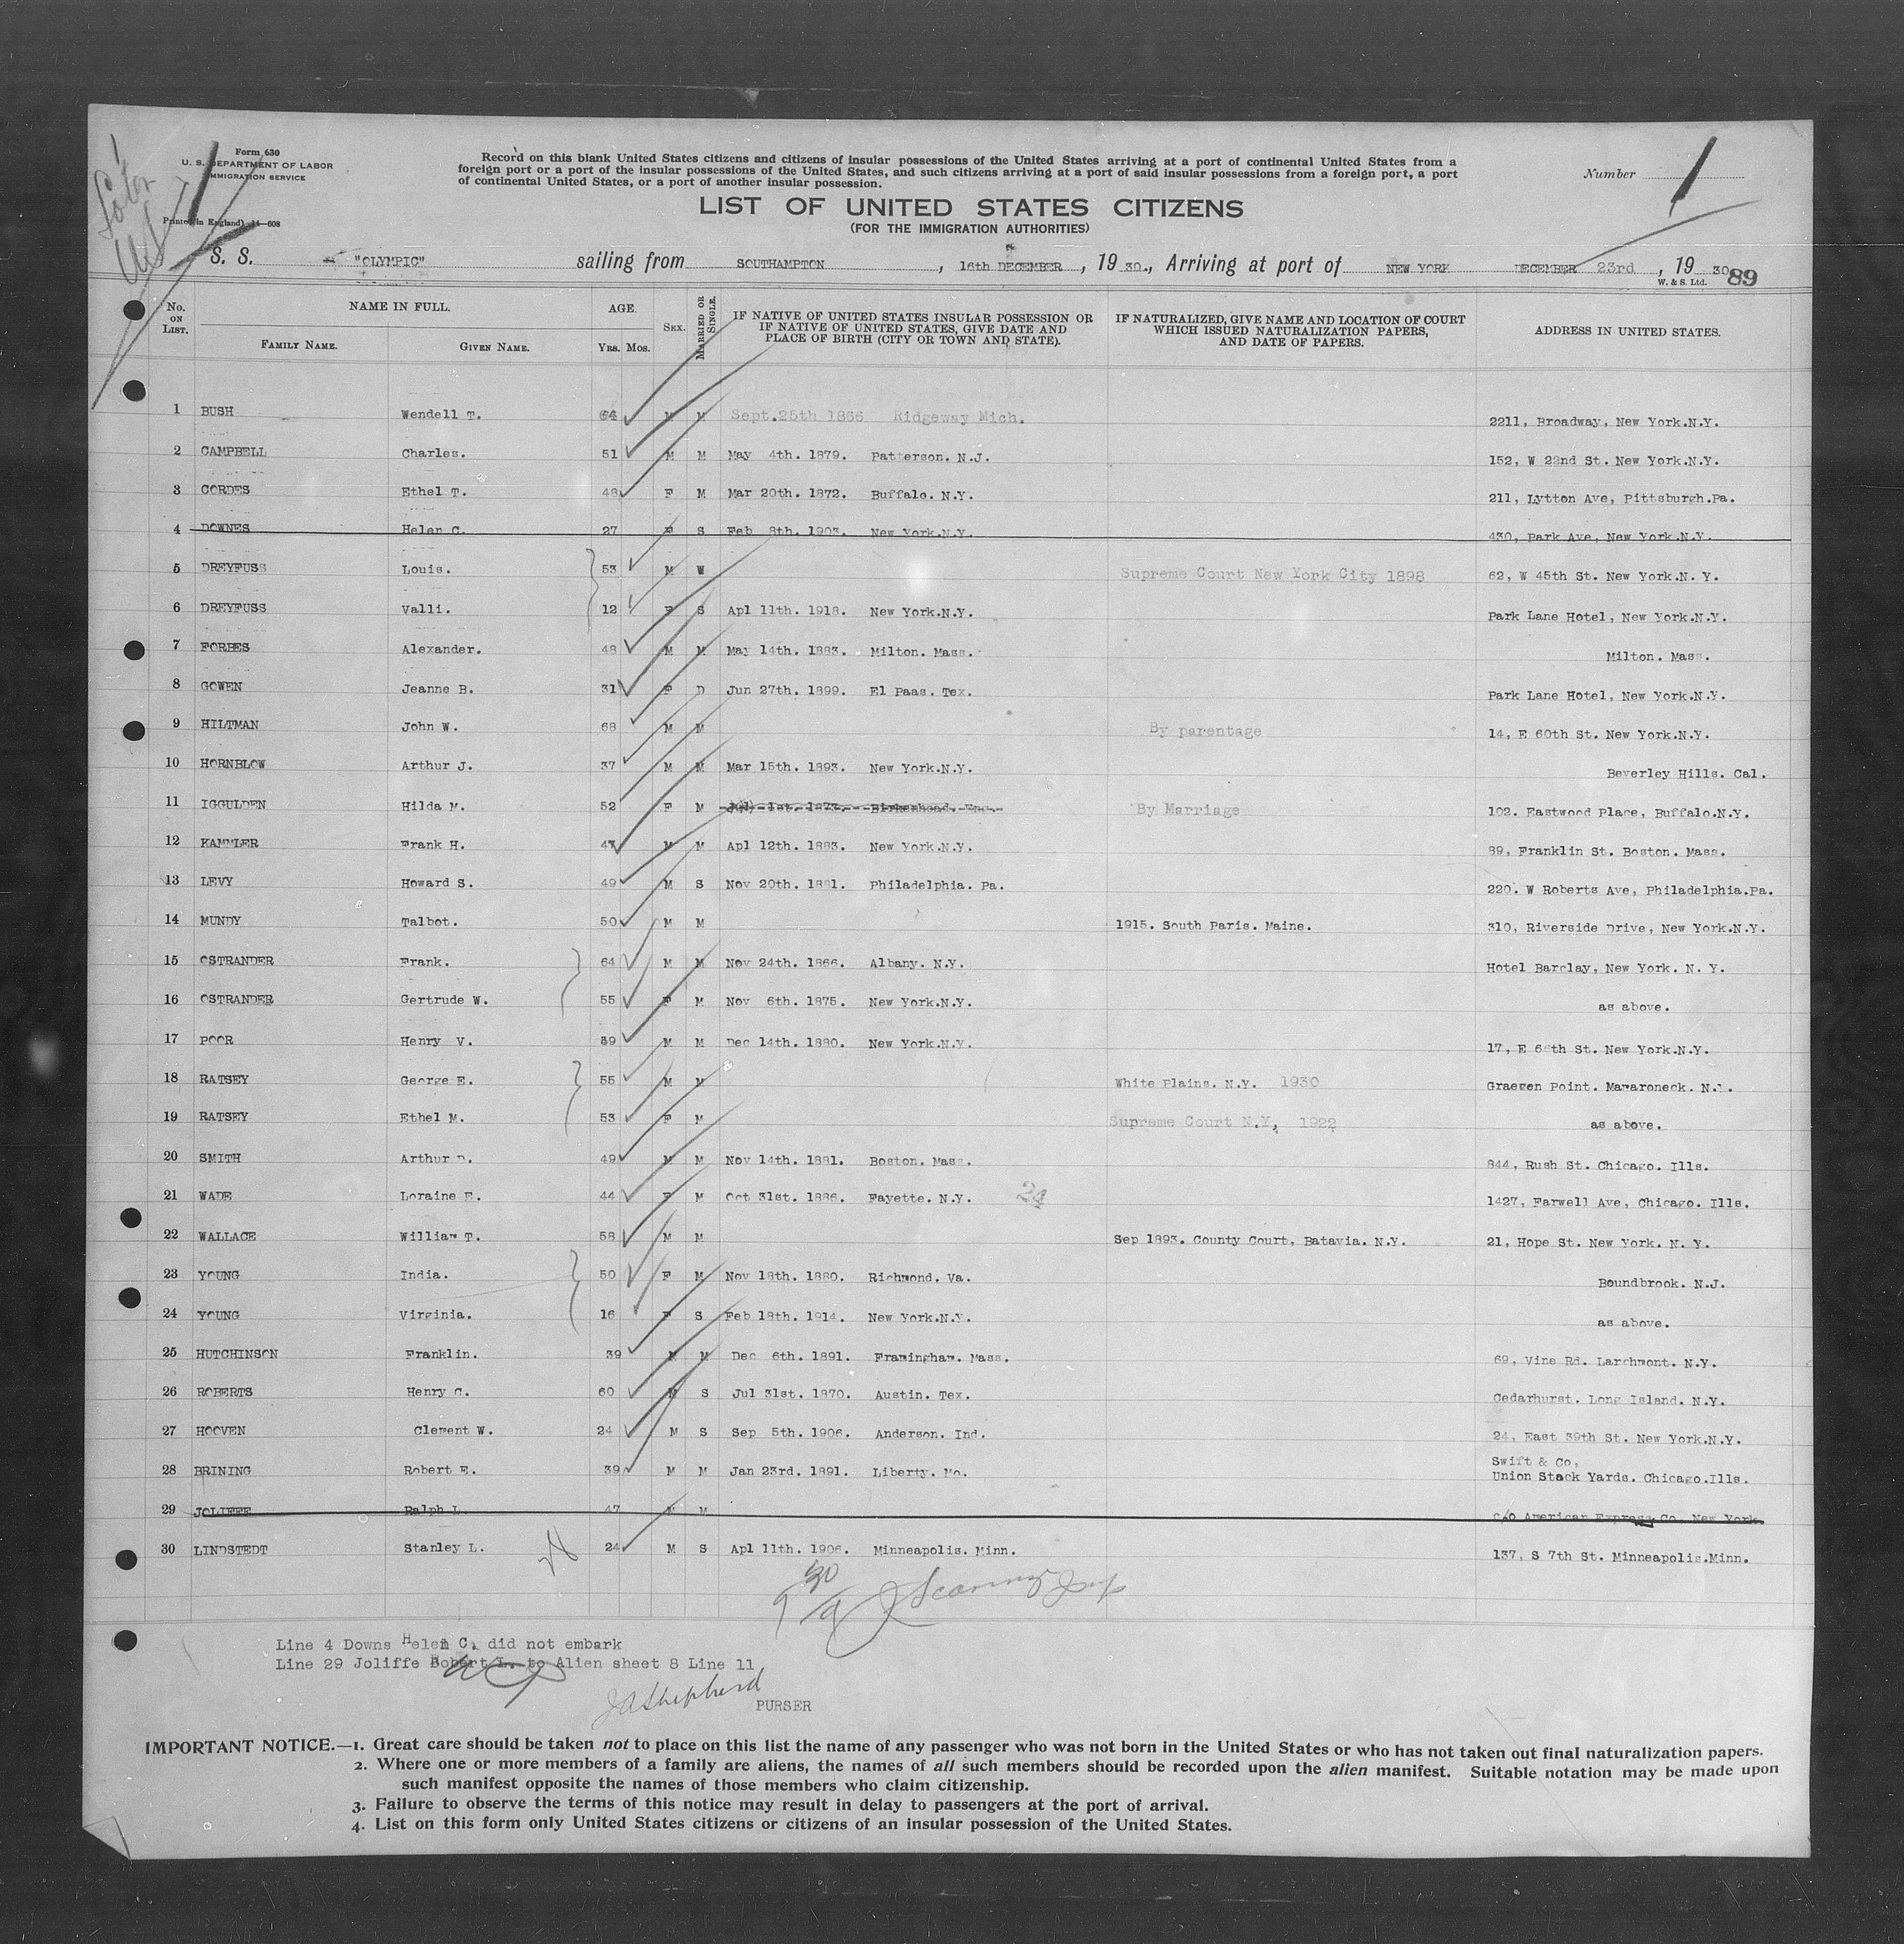 Form 630
U. S. DEPARTMENT OF LABOR
IMMIGRATION SERVICE
Printed in England) 14—608
Record on this blank United States citizens and citizens of insular possessions of the United States arriving at a port of continental United States from a
foreign port or a port of the insular possessions of the United States, and such citizens arriving at a port of said insular possessions from a foreign port, a port
of continental United States, or a port of another insular possession.
Number 1
LIST OF UNITED STATES CITIZENS
(FOR THE IMMIGRATION AUTHORITIES)
S. S. "OLYMPIC" sailing from SOUTHAMPTON, 16th DECEMBER, 19 30., Arriving at port of NEW YORK DECEMBER 23rd, 19 30
W. & S. Ltd. 89
No. ON LIST. NAME IN FULL. AGE SEX. MARRIED OR SINGLE. IF NATIVE OF UNITED STATES INSULAR POSSESSION OR IF NATIVE OF UNITED STATES, GIVE DATE AND PLACE OF BIRTH (CITY OR TOWN AND STATE). IF NATURALIZED, GIVE NAME AND LOCATION OF COURT WHICH ISSUED NATURALIZATION PAPERS, AND DATE OF PAPERS. ADDRESS IN UNITED STATES.
FAMILY NAME. GIVEN NAME. YRS. MOS.
1 BUSH Wendell T. 64 M M Sept.25th 1866 Ridgeway Mich. 2211, Broadway, New York.N.Y.
2 CAMPBELL Charles. 51 M M May 4th. 1879. Patterson. N.J. 152, W 22nd St. New York.N.Y.
3 CORDES Ethel T. 48 F M Mar 20th. 1872. Buffalo. N.Y. 211, Lytton Ave, Pittsburgh.Pa.
4 DOWNES Helen C. 27 F S Feb 8th. 1903. New York.N.Y. 430, Park Ave, New York.N.Y.
5 DREYFUSS Louis. 53 M W Supreme Court New York City 1898 62, W 45th St. New York.N. Y.
6 DREYFUSS Valli. 12 F S Apl 11th. 1918. New York.N.Y. Park Lane Hotel, New York.N.Y.
7 FORBES Alexander. 48 M M May 14th. 1883. Milton. Mass. Milton. Mass.
8 GOWEN Jeanne B. 31 F D Jun 27th. 1899. El Paas. Tex. Park Lane Hotel, New York.N.Y.
9 HILTMAN John W. 68 M M By parentage 14, E 60th St. New York.N.Y.
10 HORNBLOW Arthur J. 37 M M Mar 15th. 1893. New York.N.Y. Beverley Hills. Cal.
11 IGGULDEN Hilda M. 52 F M 1st. Birkenhead. Eng. By Marriage 102. Eastwood Place, Buffalo.N.Y.
12 KAMMLER Frank H. 47 M M Apl 12th. 1883. New York.N.Y. 89, Franklin St. Boston. Mass.
13 LEVY Howard S. 49 M S Nov 20th. 1881. Philadelphia. Pa. 220. W Roberts Ave, Philadelphia.Pa.
14 MUNDY Talbot. 50 M M 1915. South Paris. Maine. 310, Riverside Drive, New York.N.Y.
15 OSTRANDER Frank. 64 M M Nov 24th. 1866. Albany. N.Y. Hotel Barclay, New York. N. Y.
16 OSTRANDER Gertrude W. 55 F M Nov 6th. 1875. New York.N.Y. as above.
17 POOR Henry V. 59 M M Dec 14th. 1880. New York.N.Y. 17, E St. New York.N.Y.
18 RATSEY George E. 55 M M White Plains. N.Y. 1930 Point. Mamaroneck.
19 RATSEY Ethel M. 53 F M Supreme Court N.Y, 1922 as above.
20 SMITH Arthur D. 49 M M Nov 14th. 1881. Boston. Mass. 844, Rush St. Chicago. Ills.
21 WADE Loraine E. 44 F M Oct 31st. 1886. Fayette. N.Y. 24 1427, Farwell Ave, Chicago. Ills.
22 WALLACE William T. 58 M M Sep 1893. County Court, Batavia. N.Y. 21, Hope St. New York. N. Y.
23 YOUNG India. 50 F M Nov 18th. 1880. Richmond. Va. Boundbrook. N.J.
24 YOUNG Virginia. 16 F S Feb 18th. 1914. New York.N.Y. as above.
25 HUTCHINSON Franklin. 39 M M Dec 6th. 1891. Framingham. Mass. 69, Vine Rd. Larchmont. N.Y.
26 ROBERTS Henry C. 60 M S Jul 31st. 1870. Austin. Tex. Cedarhurst. Long Island. N.Y.
27 HOOVEN Clement W. 24 M S Sep 5th. 1906. Anderson. Ind. 24, East 39th St. New York.N.Y.
28 BRINING Robert E. 39 M M Jan 23rd. 1891. Liberty. Mo. Swift & Co, Union Stack Yards. Chicago.Ills.
29 JOLIFFE Ralph L. 47 M M c/o American Express Co. New York
30 LINDSTEDT Stanley L. 24 M S Apl 11th. 1906. Minneapolis. Minn. 137, S 7th St. Minneapolis.Minn.
30
Line 4 Downs Helen C. did not embark
Line 29 Joliffe Robert L. to Alien sheet 8 Line 11
JA Shepherd
PURSER
IMPORTANT NOTICE.—1. Great care should be taken not to place on this list the name of any passenger who was not born in the United States or who has not taken out final naturalization papers.
2. Where one or more members of a family are aliens, the names of all such members should be recorded upon the alien manifest. Suitable notation may be made upon
such manifest opposite the names of those members who claim citizenship.
3. Failure to observe the terms of this notice may result in delay to passengers at the port of arrival.
4. List on this form only United States citizens or citizens of an insular possession of the United States.